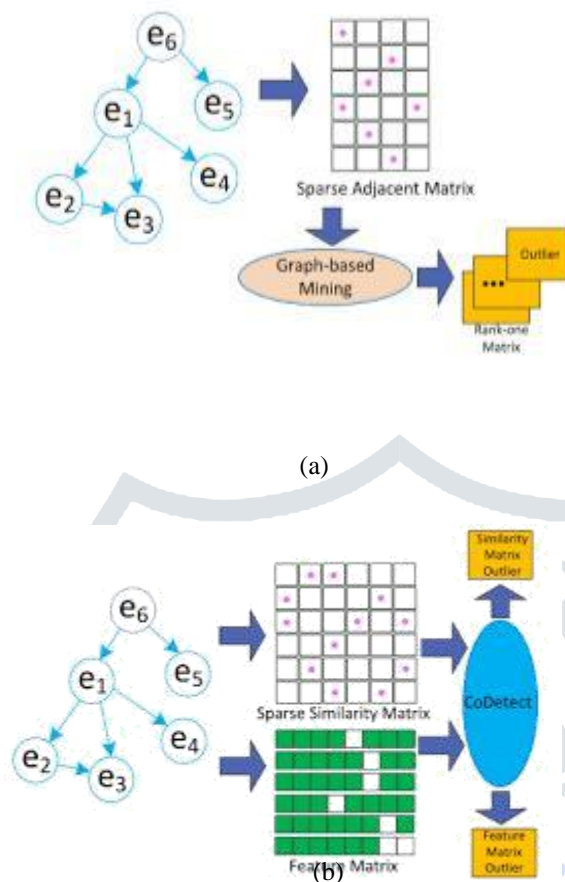 e6
e1
e5
e4
e2
e3
Sparse Adjacent Matrix
Graph-based
Mining
Outlier
•••
Rank-one
Matrix
(a)
Similarity
Matrix
Outlier
e6
e1
e5
e4
e2
e3
Sparse Similarity Matrix
CoDetect
Feature Matrix
(b)
Feature
Matrix
Outlier